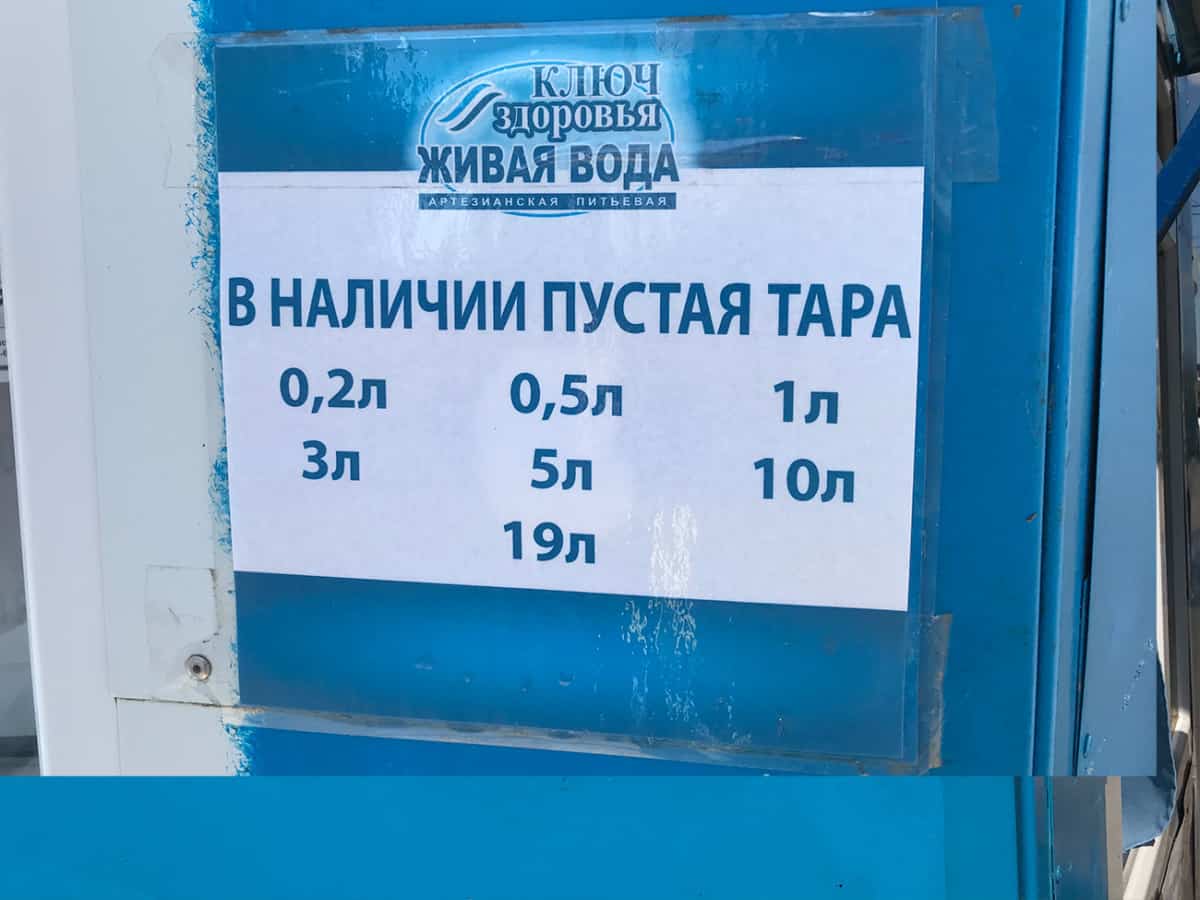 КЛЮЧ
ЗДОРОВЬЯ
ЖИВАЯ ВОДА
АРТЕЗИАНСКАЯ ПИТЬЕВАЯ
В НАЛИЧИИ ПУСТАЯ ТАРА
0,2л 0,5л 1л
3л 5л 10л
19л